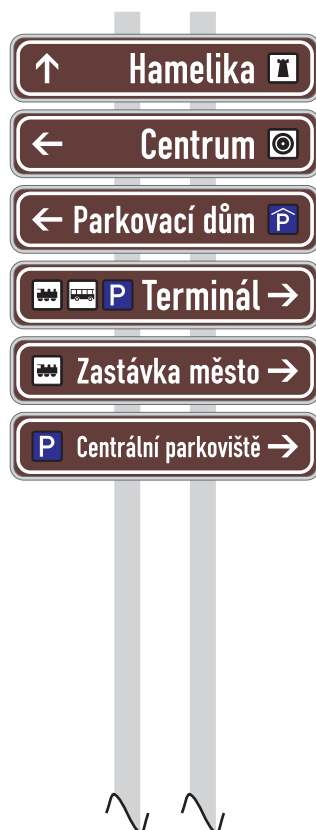 ↑ Hamelika
← Centrum
← Parkovací dům P
P Terminál →
Zastávka město →
P Centrální parkoviště →